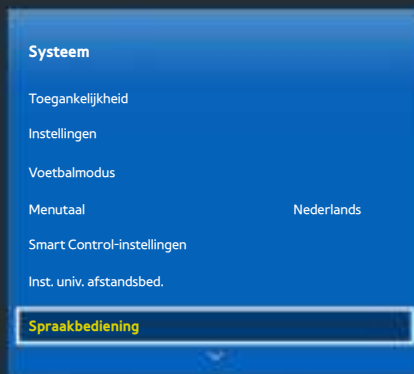 Systeem
Toegankelijkheid
Instellingen
Voetbalmodus
Menutaal Nederlands
Smart Control-instellingen
Inst. univ. afstandsbed.
Spraakbediening